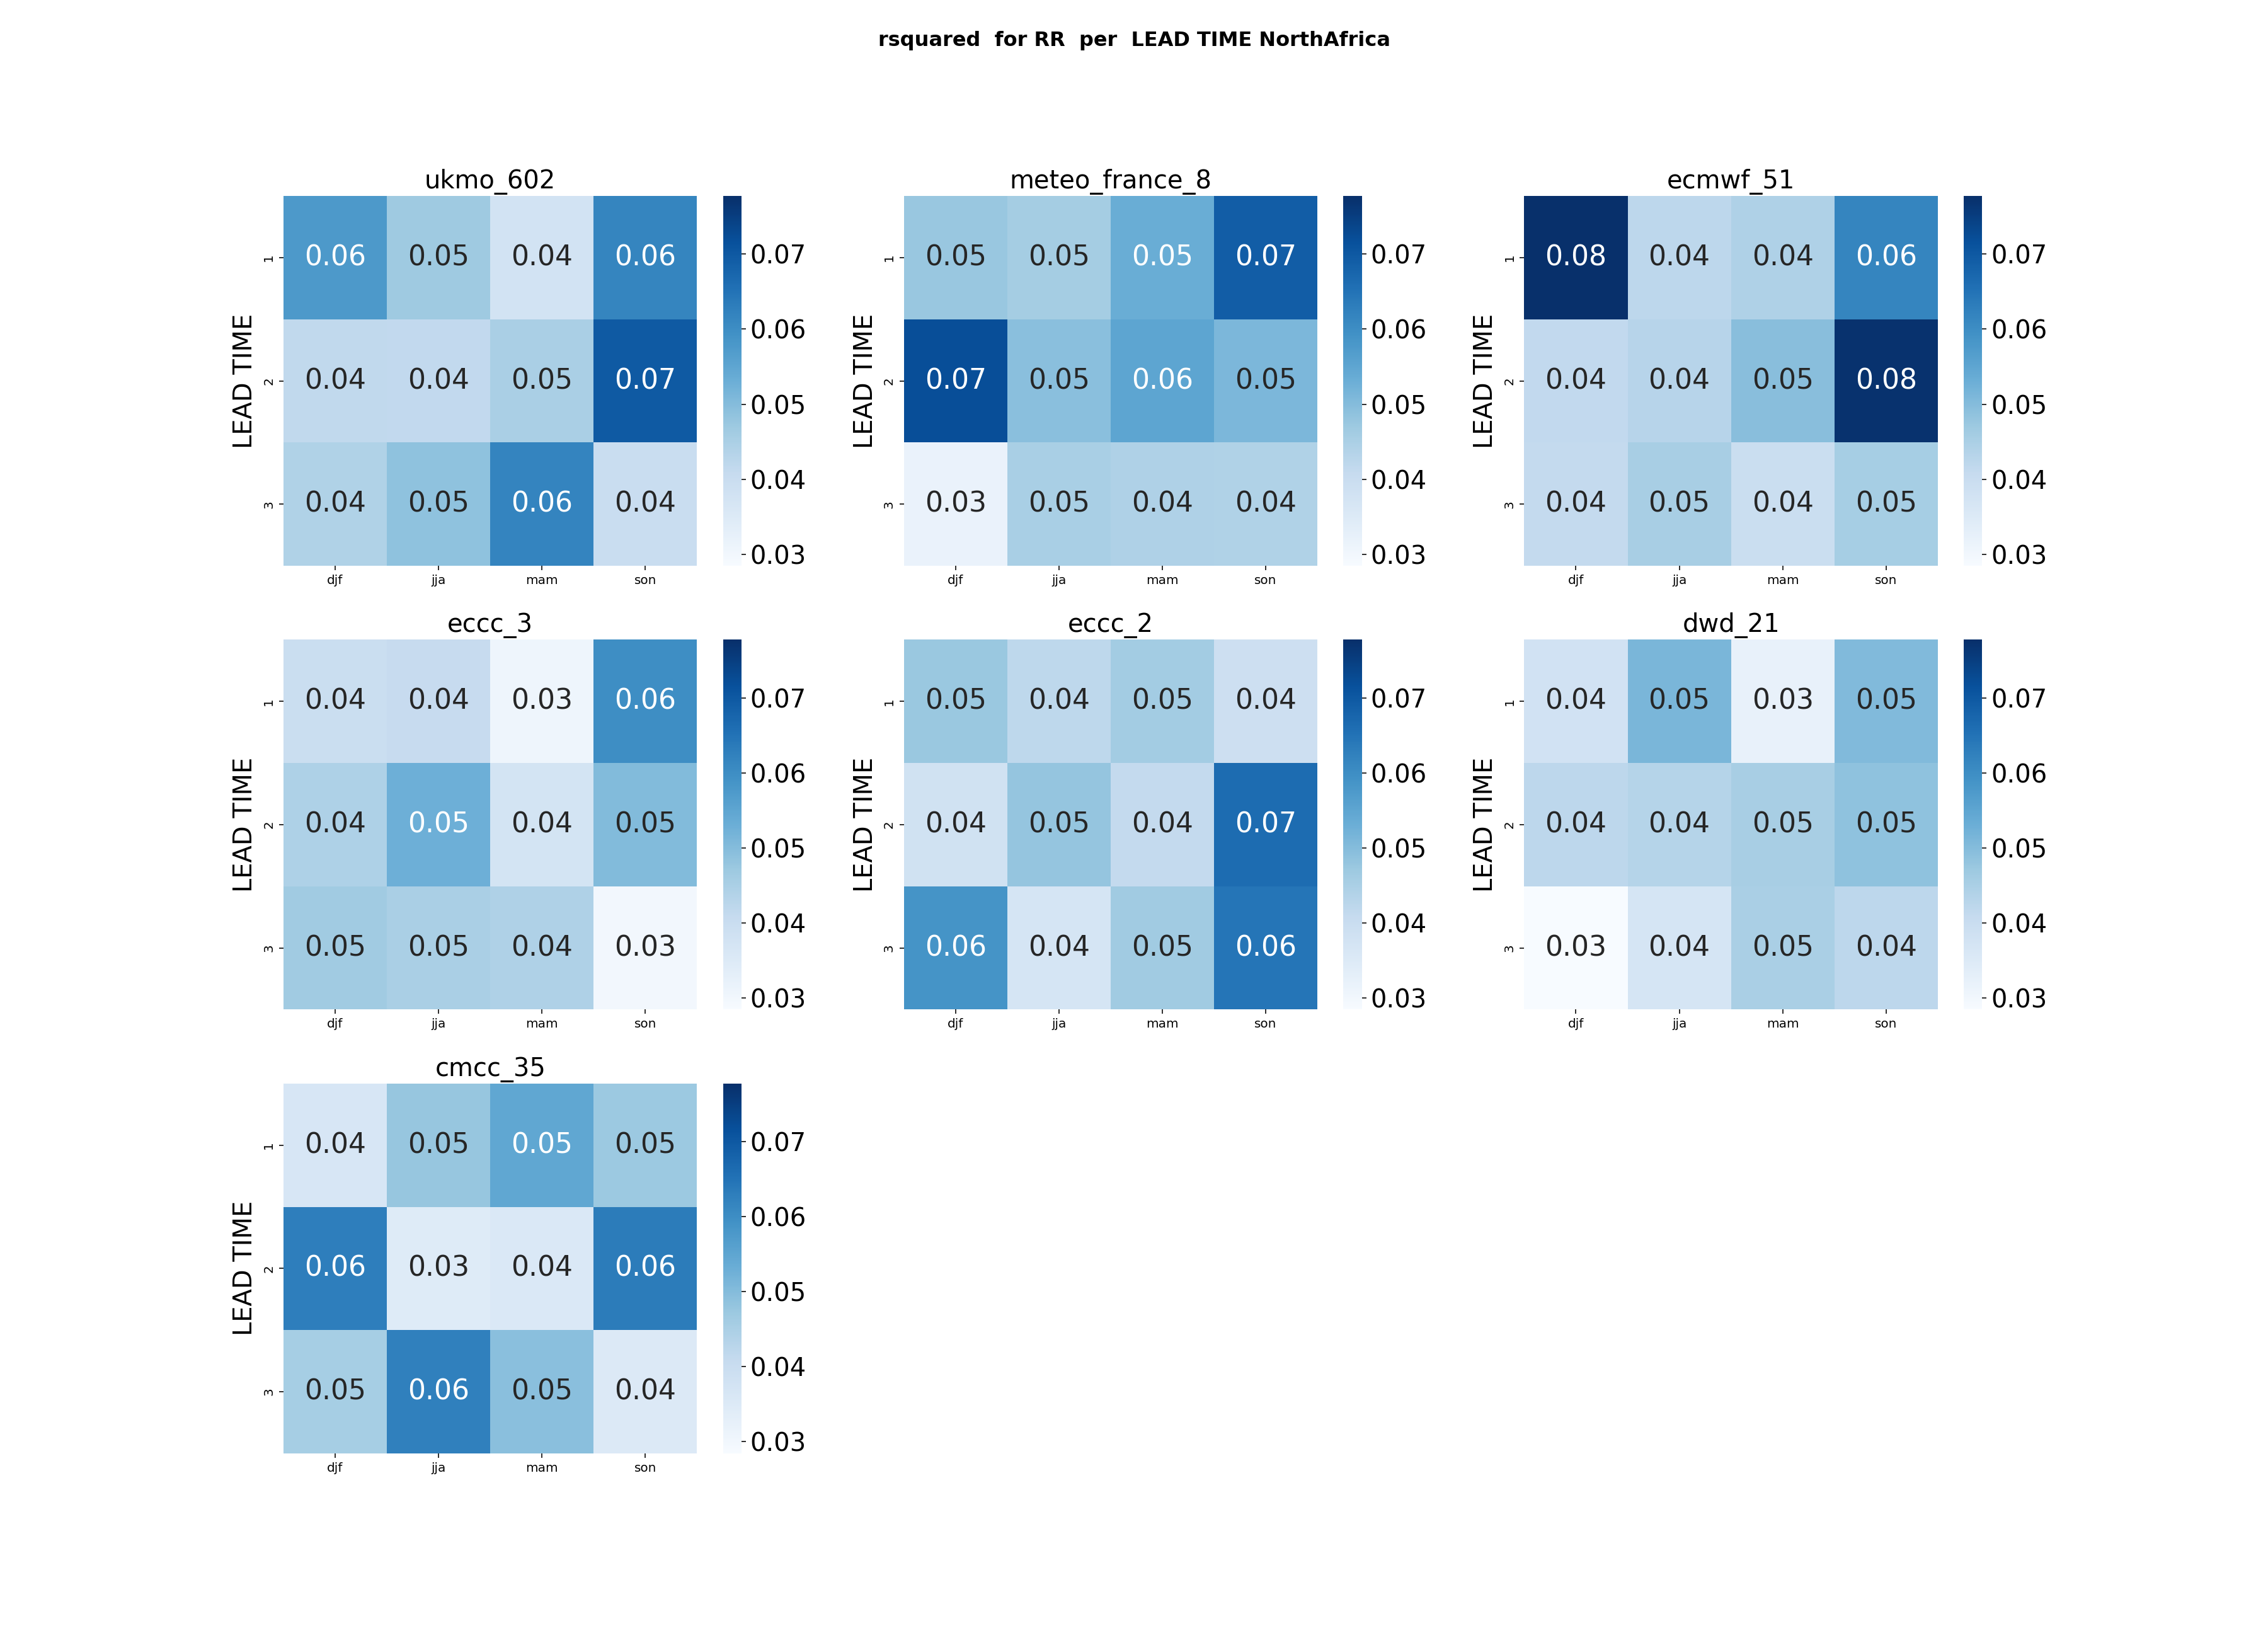 rsquared  for RR  per  LEAD TIME NorthAfrica
ukmo_602
LEAD TIME
1 0.06 0.05 0.04 0.06
2 0.04 0.04 0.05 0.07
3 0.04 0.05 0.06 0.04
djf jja mam son
0.07
0.06
0.05
0.04
0.03
meteo_france_8
LEAD TIME
1 0.05 0.05 0.05 0.07
2 0.07 0.05 0.06 0.05
3 0.03 0.05 0.04 0.04
djf jja mam son
0.07
0.06
0.05
0.04
0.03
ecmwf_51
LEAD TIME
1 0.08 0.04 0.04 0.06
2 0.04 0.04 0.05 0.08
3 0.04 0.05 0.04 0.05
djf jja mam son
0.07
0.06
0.05
0.04
0.03
eccc_3
LEAD TIME
1 0.04 0.04 0.03 0.06
2 0.04 0.05 0.04 0.05
3 0.05 0.05 0.04 0.03
djf jja mam son
0.07
0.06
0.05
0.04
0.03
eccc_2
LEAD TIME
1 0.05 0.04 0.05 0.04
2 0.04 0.05 0.04 0.07
3 0.06 0.04 0.05 0.06
djf jja mam son
0.07
0.06
0.05
0.04
0.03
dwd_21
LEAD TIME
1 0.04 0.05 0.03 0.05
2 0.04 0.04 0.05 0.05
3 0.03 0.04 0.05 0.04
djf jja mam son
0.07
0.06
0.05
0.04
0.03
cmcc_35
LEAD TIME
1 0.04 0.05 0.05 0.05
2 0.06 0.03 0.04 0.06
3 0.05 0.06 0.05 0.04
djf jja mam son
0.07
0.06
0.05
0.04
0.03